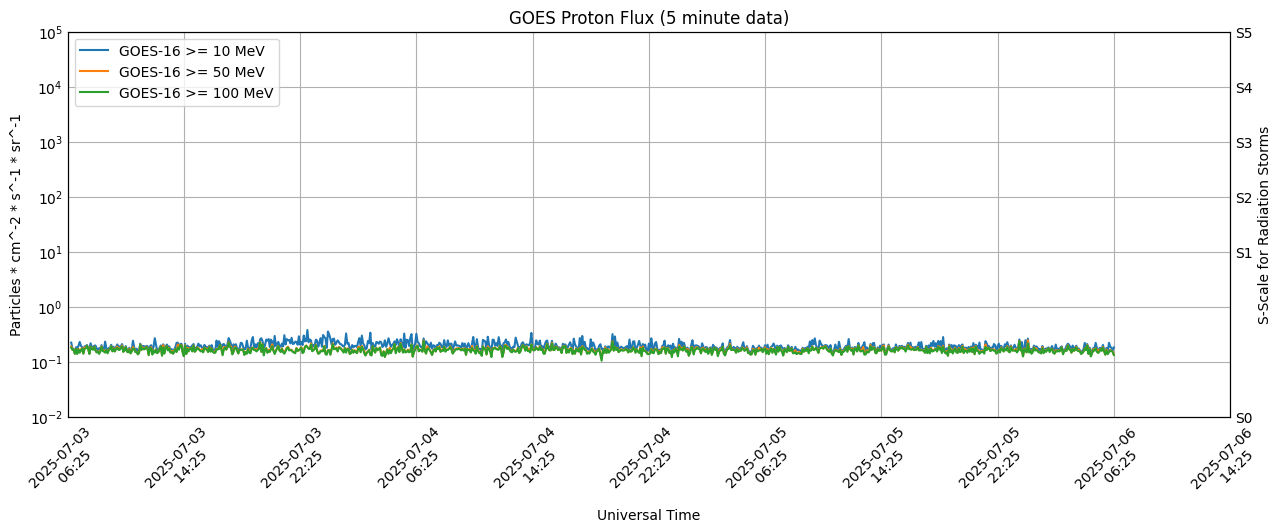 GOES Proton Flux (5 minute data)
GOES-16 >= 10 MeV
GOES-16 >= 50 MeV
GOES-16 >= 100 MeV
Particles * cm^-2 * s^-1 * sr^-1
10^5
10^4
10^3
10^2
10^1
10^0
10^-1
10^-2
S5
S4
S3
S2
S1
S0
S-Scale for Radiation Storms
2025-07-03
06:25
2025-07-03
14:25
2025-07-03
22:25
2025-07-04
06:25
2025-07-04
14:25
2025-07-04
22:25
2025-07-05
06:25
2025-07-05
14:25
2025-07-05
22:25
2025-07-06
06:25
2025-07-06
14:25
Universal Time